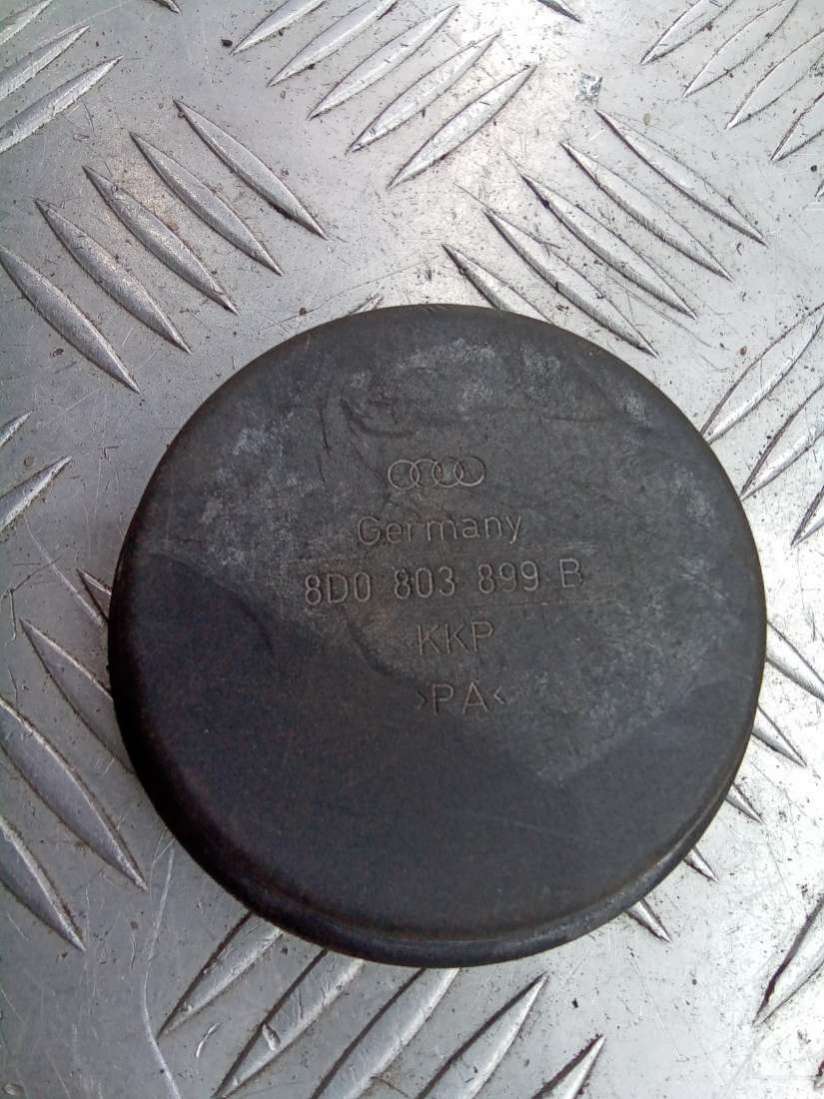 Germany
8D0 803 899 B
KKP
>PA<